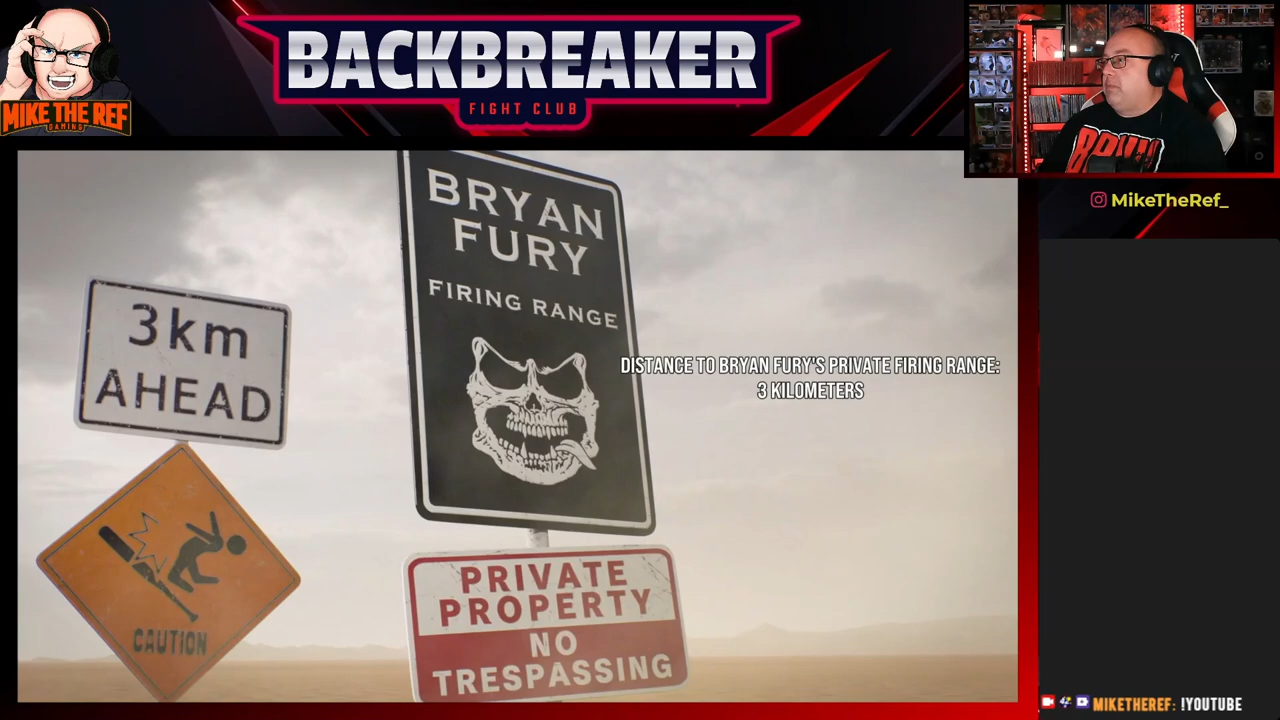 BACKBREAKER
FIGHT CLUB
MIKE THE REF
GAMING
MikeTheRef_
BRYAN
FURY
FIRING RANGE
3km
AHEAD
DISTANCE TO BRYAN FURY'S PRIVATE FIRING RANGE:
3 KILOMETERS
CAUTION
PRIVATE
PROPERTY
NO
TRESPASSING
MIKETHEREF: !YOUTUBE